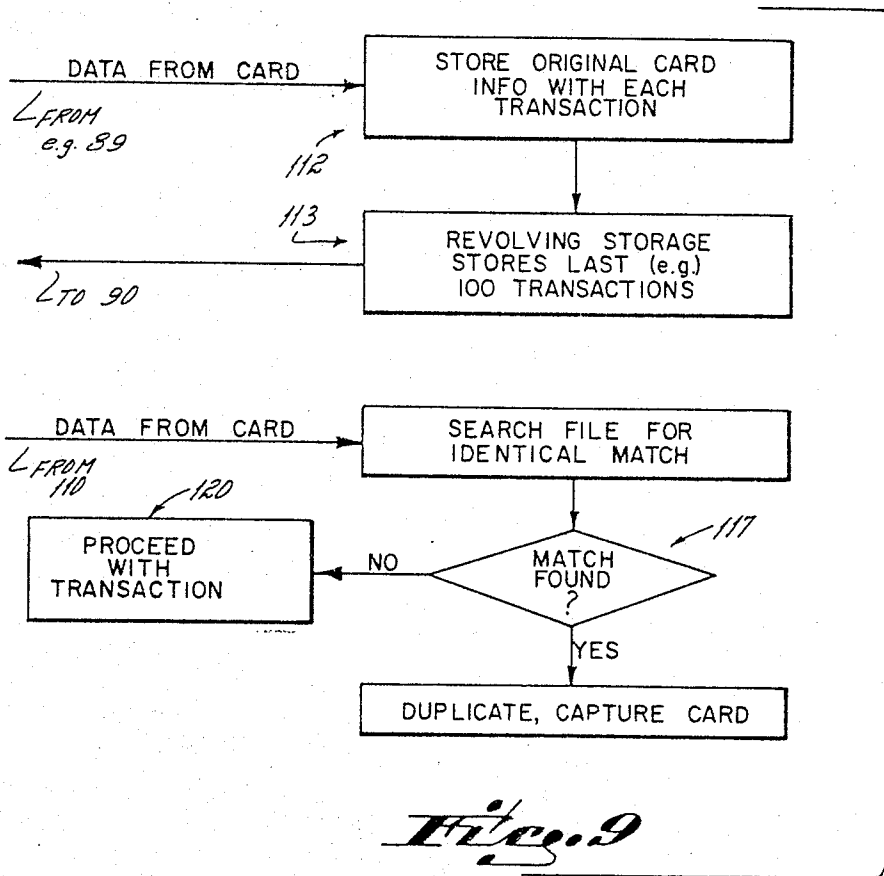 DATA FROM CARD
FROM
e.g. 89
STORE ORIGINAL CARD
INFO WITH EACH
TRANSACTION
112
113
REVOLVING STORAGE
STORES LAST (e.g.)
100 TRANSACTIONS
TO 90
DATA FROM CARD
FROM
110
SEARCH FILE FOR
IDENTICAL MATCH
120
PROCEED
WITH
TRANSACTION
NO
MATCH
FOUND
?
117
YES
DUPLICATE, CAPTURE CARD
Fig. 9